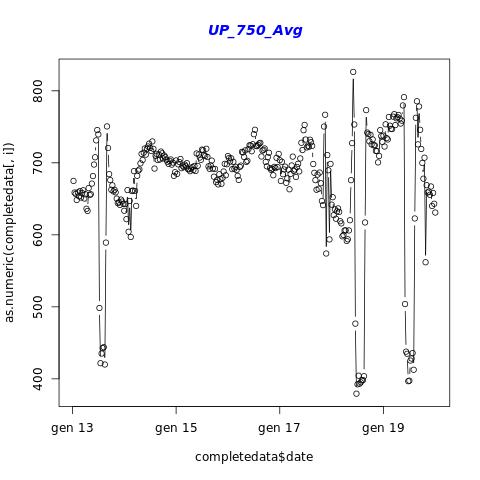 UP_750_Avg
as.numeric(completedata[, i])
800
700
600
500
400
gen 13
gen 15
gen 17
gen 19
completedata$date